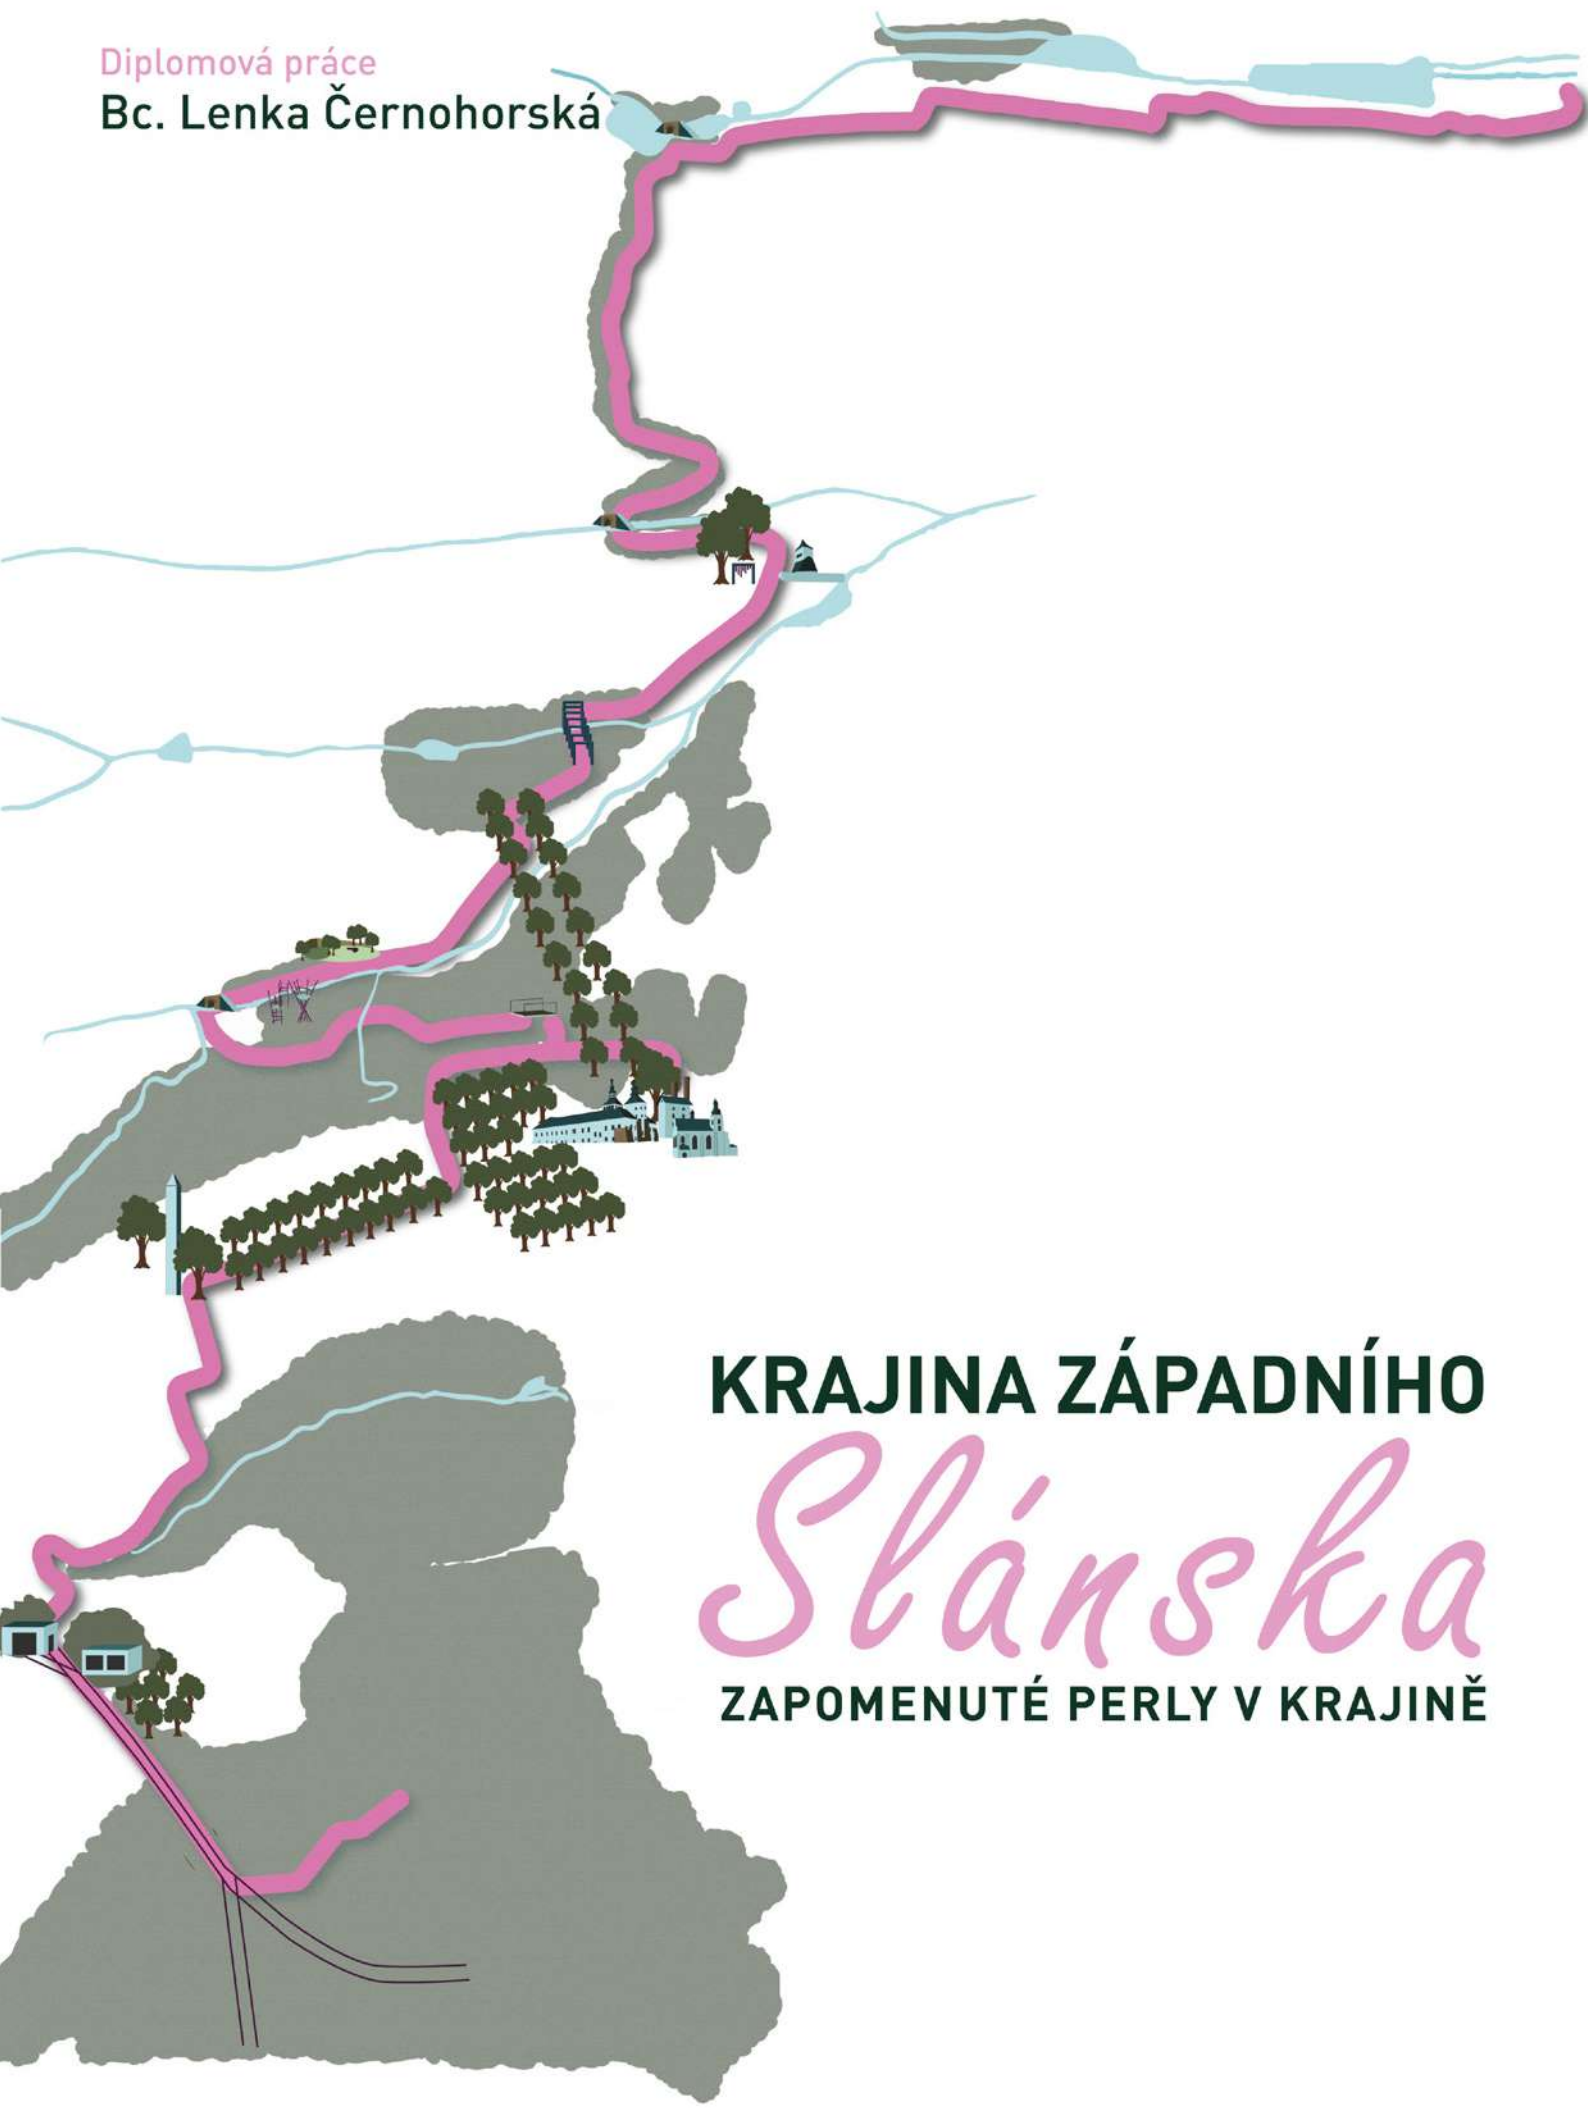 Diplomová práce
Bc. Lenka Černohorská
KRAJINA ZÁPADNÍHO
Slánska
ZAPOMENUTÉ PERLY V KRAJINĚ